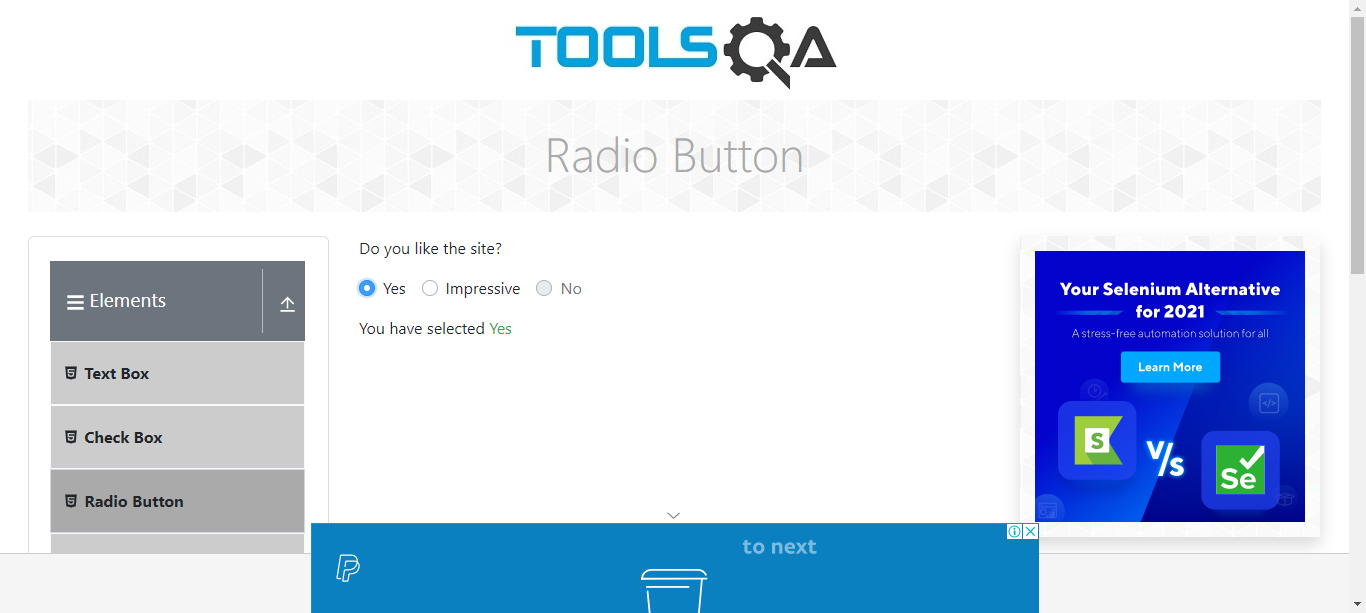 TOOLSQA
Radio Button
Elements
Text Box
Check Box
Radio Button
Do you like the site?
Yes Impressive No
You have selected Yes
Your Selenium Alternative
for 2021
A stress-free automation solution for all
Learn More
S
V/s
Se
to next